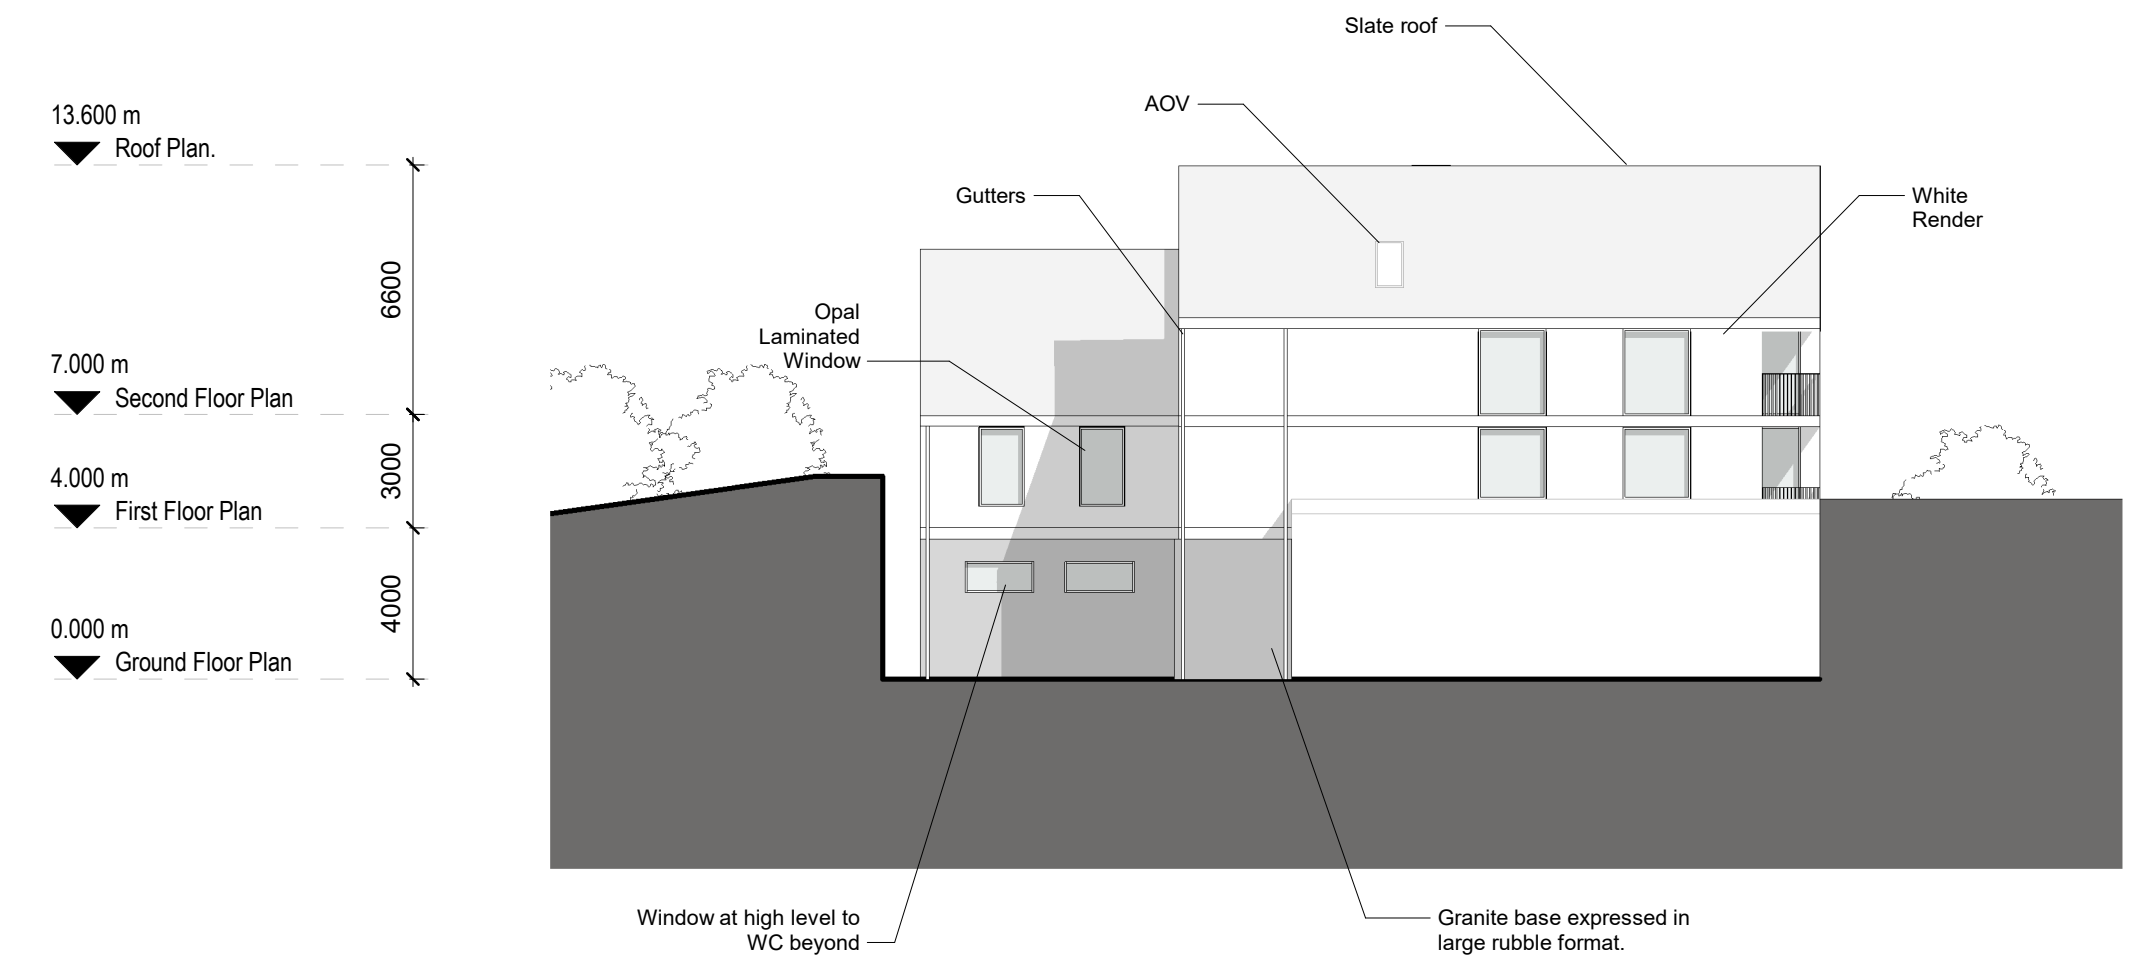 Slate roof
AOV
13.600 m
Roof Plan.
Gutters
White
Render
6600
Opal
Laminated
Window
7.000 m
Second Floor Plan
3000
4.000 m
First Floor Plan
4000
0.000 m
Ground Floor Plan
Window at high level to
WC beyond
Granite base expressed in
large rubble format.